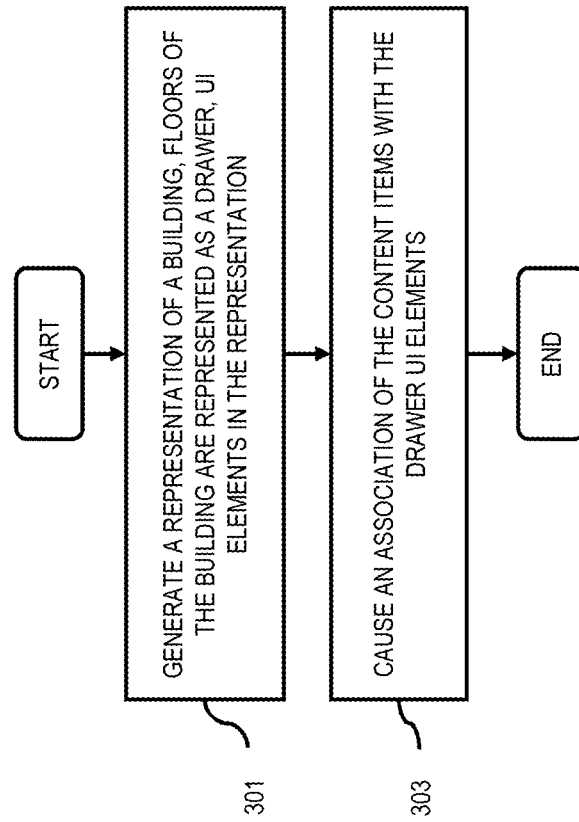 START
GENERATE A REPRESENTATION OF A BUILDING, FLOORS OF
THE BUILDING ARE REPRESENTED AS A DRAWER, UI
ELEMENTS IN THE REPRESENTATION
301
CAUSE AN ASSOCIATION OF THE CONTENT ITEMS WITH THE
DRAWER UI ELEMENTS
303
END